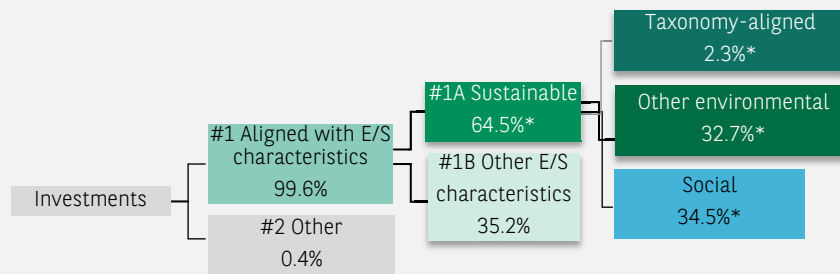 Investments
#1 Aligned with E/S
characteristics
99.6%
#2 Other
0.4%
#1A Sustainable
64.5%*
#1B Other E/S
characteristics
35.2%
Taxonomy-aligned
2.3%*
Other environmental
32.7%*
Social
34.5%*